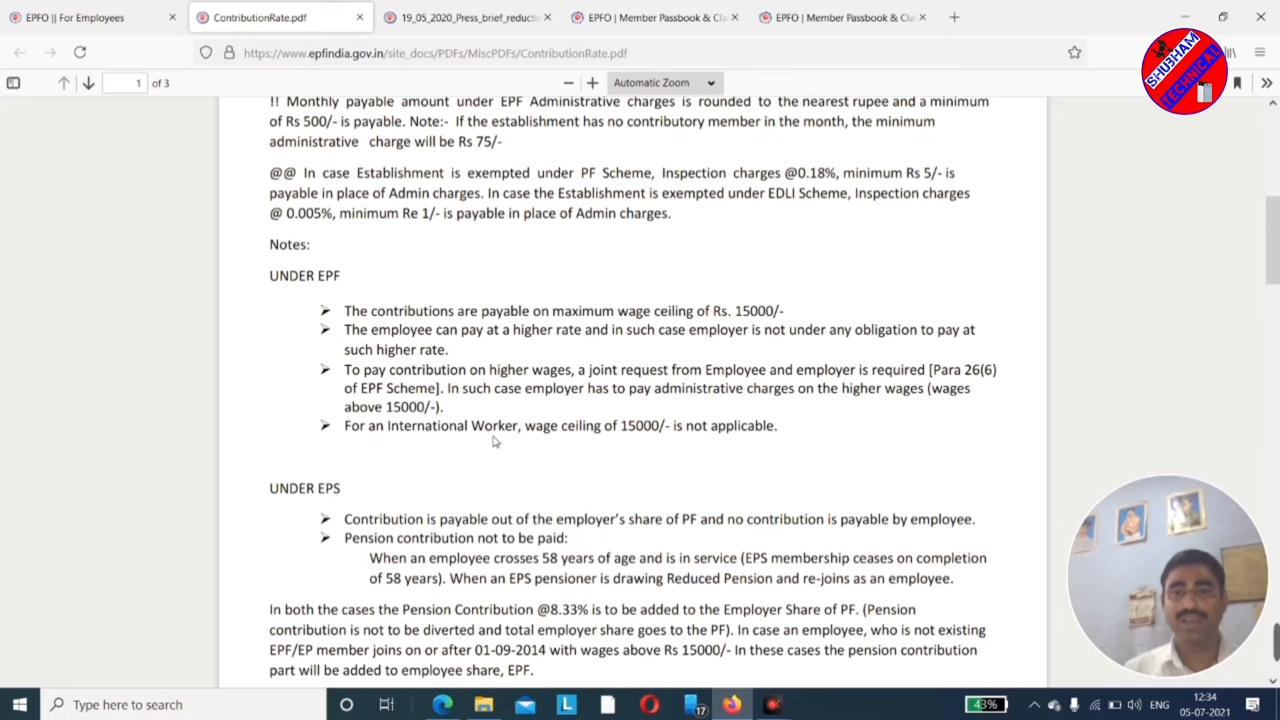 EPFO || For Employees
ContributionRate.pdf
19_05_2020_Press_brief_reducti
EPFO | Member Passbook & Cla
EPFO | Member Passbook & Cla
https://www.epfindia.gov.in/site_docs/PDFs/MiscPDFs/ContributionRate.pdf
SHUBHAM
TECHNICAL
1 of 3
Automatic Zoom
!! Monthly payable amount under EPF Administrative charges is rounded to the nearest rupee and a minimum
of Rs 500/- is payable. Note:- If the establishment has no contributory member in the month, the minimum
administrative charge will be Rs 75/-
@@ In case Establishment is exempted under PF Scheme, Inspection charges @0.18%, minimum Rs 5/- is
payable in place of Admin charges. In case the Establishment is exempted under EDLI Scheme, Inspection charges
@ 0.005%, minimum Re 1/- is payable in place of Admin charges.
Notes:
UNDER EPF
➢ The contributions are payable on maximum wage ceiling of Rs. 15000/-
➢ The employee can pay at a higher rate and in such case employer is not under any obligation to pay at
such higher rate.
➢ To pay contribution on higher wages, a joint request from Employee and employer is required [Para 26(6)
of EPF Scheme]. In such case employer has to pay administrative charges on the higher wages (wages
above 15000/-).
➢ For an International Worker, wage ceiling of 15000/- is not applicable.
UNDER EPS
➢ Contribution is payable out of the employer's share of PF and no contribution is payable by employee.
➢ Pension contribution not to be paid:
When an employee crosses 58 years of age and is in service (EPS membership ceases on completion
of 58 years). When an EPS pensioner is drawing Reduced Pension and re-joins as an employee.
In both the cases the Pension Contribution @8.33% is to be added to the Employer Share of PF. (Pension
contribution is not to be diverted and total employer share goes to the PF). In case an employee, who is not existing
EPF/EP member joins on or after 01-09-2014 with wages above Rs 15000/- In these cases the pension contribution
part will be added to employee share, EPF.
Type here to search
L
17
43%
ENG
12:34
05-07-2021